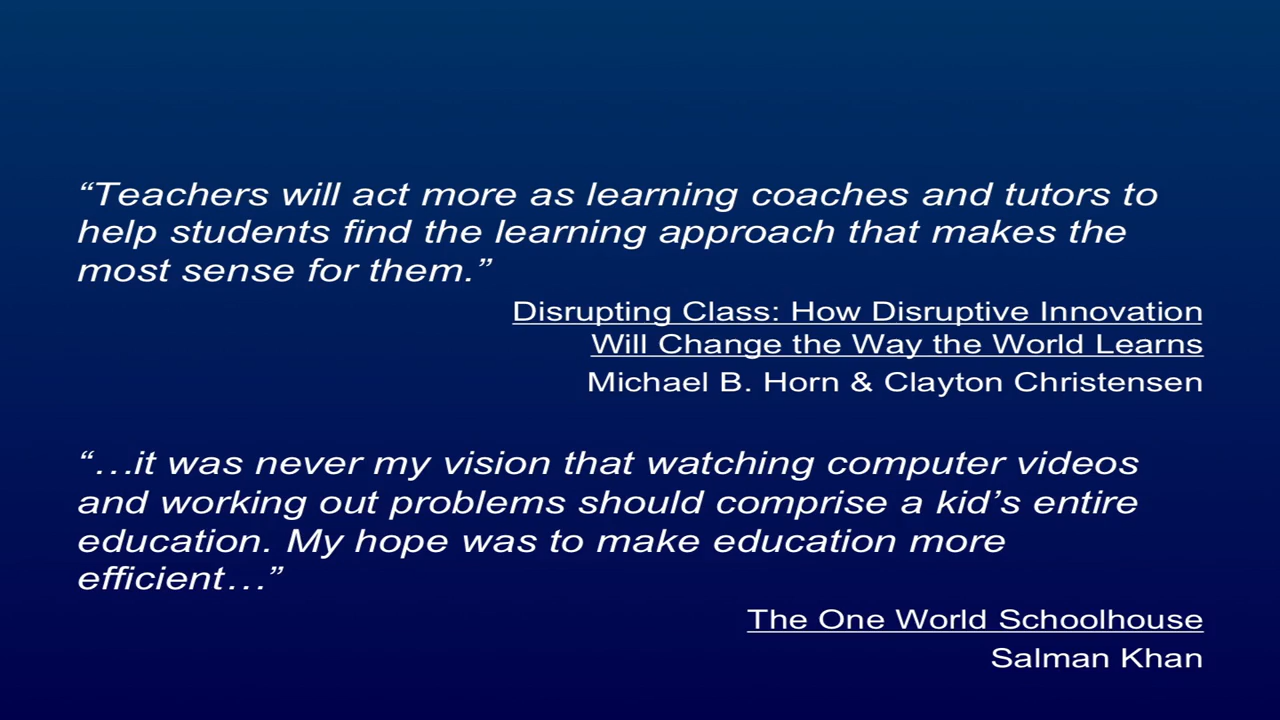 “Teachers will act more as learning coaches and tutors to
help students find the learning approach that makes the
most sense for them.”
Disrupting Class: How Disruptive Innovation
Will Change the Way the World Learns
Michael B. Horn & Clayton Christensen
“…it was never my vision that watching computer videos
and working out problems should comprise a kid’s entire
education. My hope was to make education more
efficient…”
The One World Schoolhouse
Salman Khan